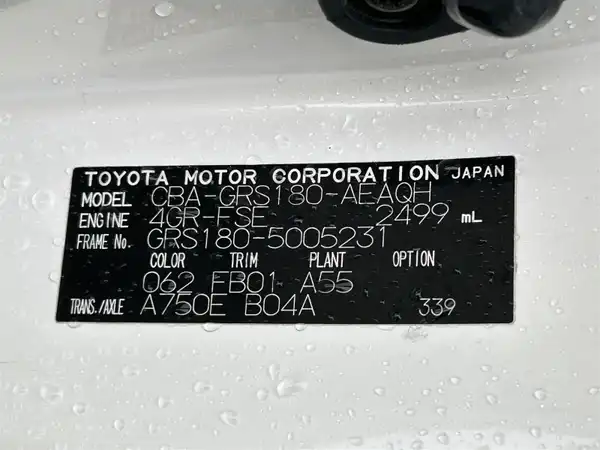 TOYOTA MOTOR CORPORATION JAPAN
MODEL CBA-GRS180-AEAQH
ENGINE 4GR-FSE 2499 mL
FRAME No. GRS180-5005231
COLOR TRIM PLANT OPTION
062 FB01 A55
TRANS./AXLE A750E B04A 339